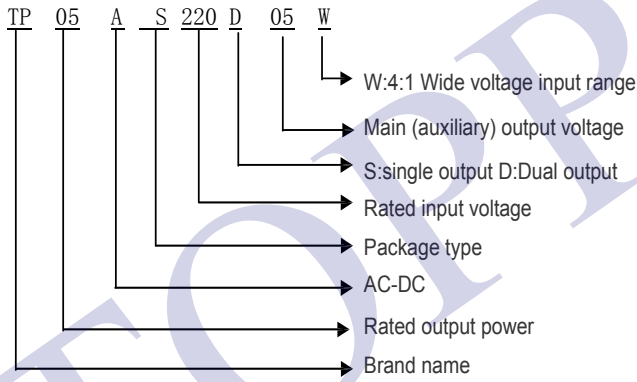 TP 05 A S 220 D 05 W
W:4:1 Wide voltage input range
Main (auxiliary) output voltage
S:single output D:Dual output
Rated input voltage
Package type
AC-DC
Rated output power
Brand name
TOPP